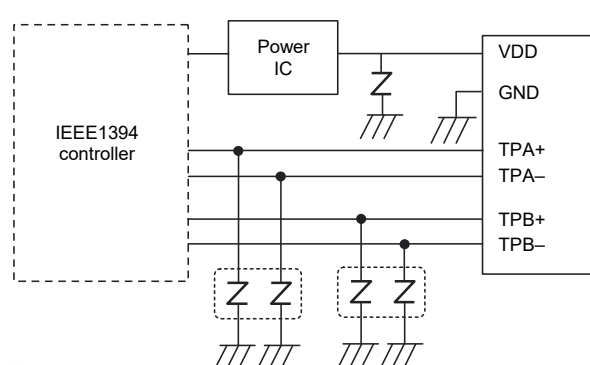 Power
IC
VDD
GND
IEEE1394
controller
TPA+
TPA–
TPB+
TPB–